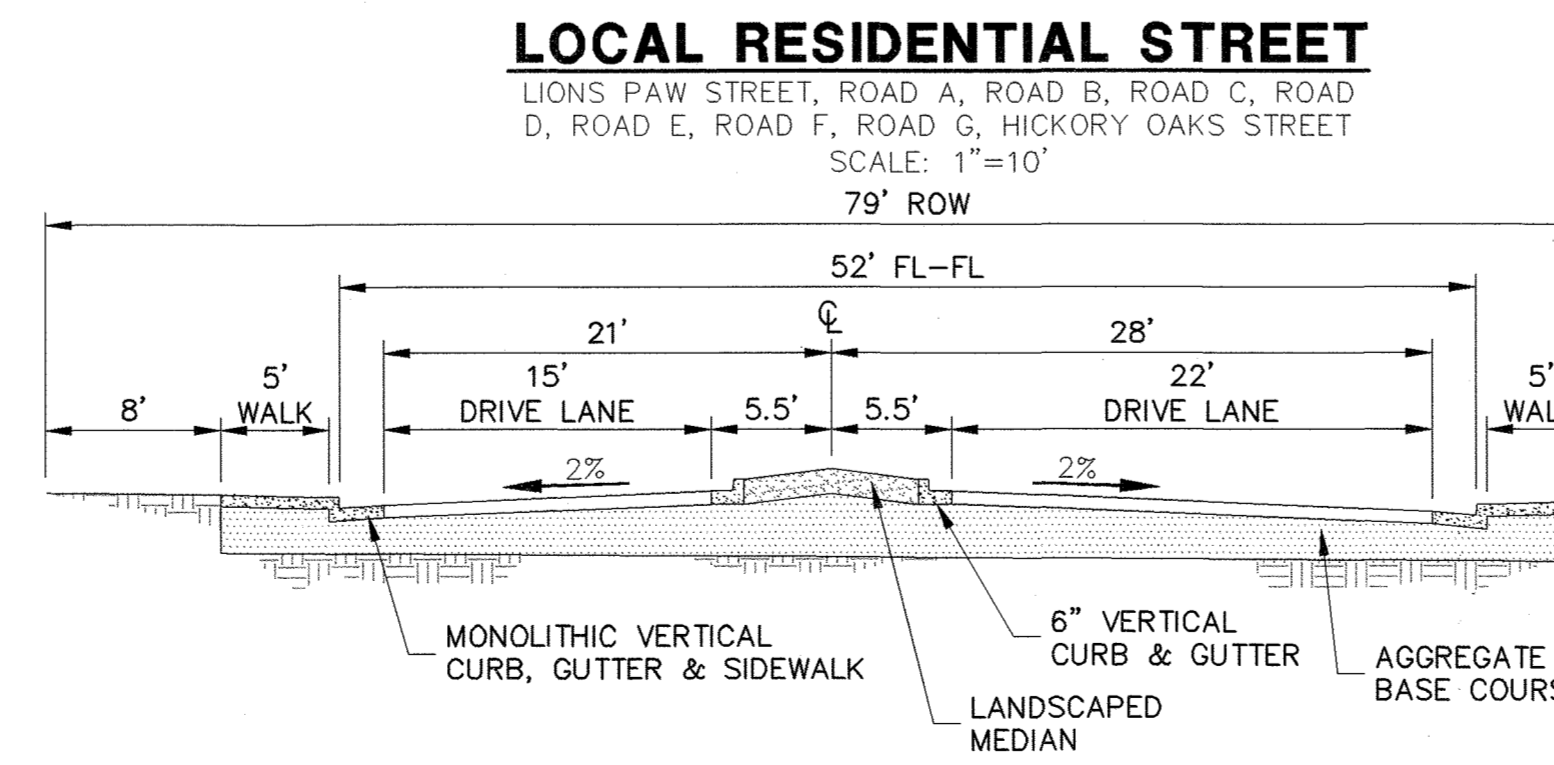 LOCAL RESIDENTIAL STREET
LIONS PAW STREET, ROAD A, ROAD B, ROAD C, ROAD
D, ROAD E, ROAD F, ROAD G, HICKORY OAKS STREET
SCALE: 1"=10'
79' ROW
52' FL-FL
℄
21'
28'
5'
WALK
15'
DRIVE LANE
22'
DRIVE LANE
5'
8'
5.5'
5.5'
2%
2%
MONOLITHIC VERTICAL
CURB, GUTTER & SIDEWALK
6" VERTICAL
CURB & GUTTER
AGGREGATE
BASE
LANDSCAPED
MEDIAN